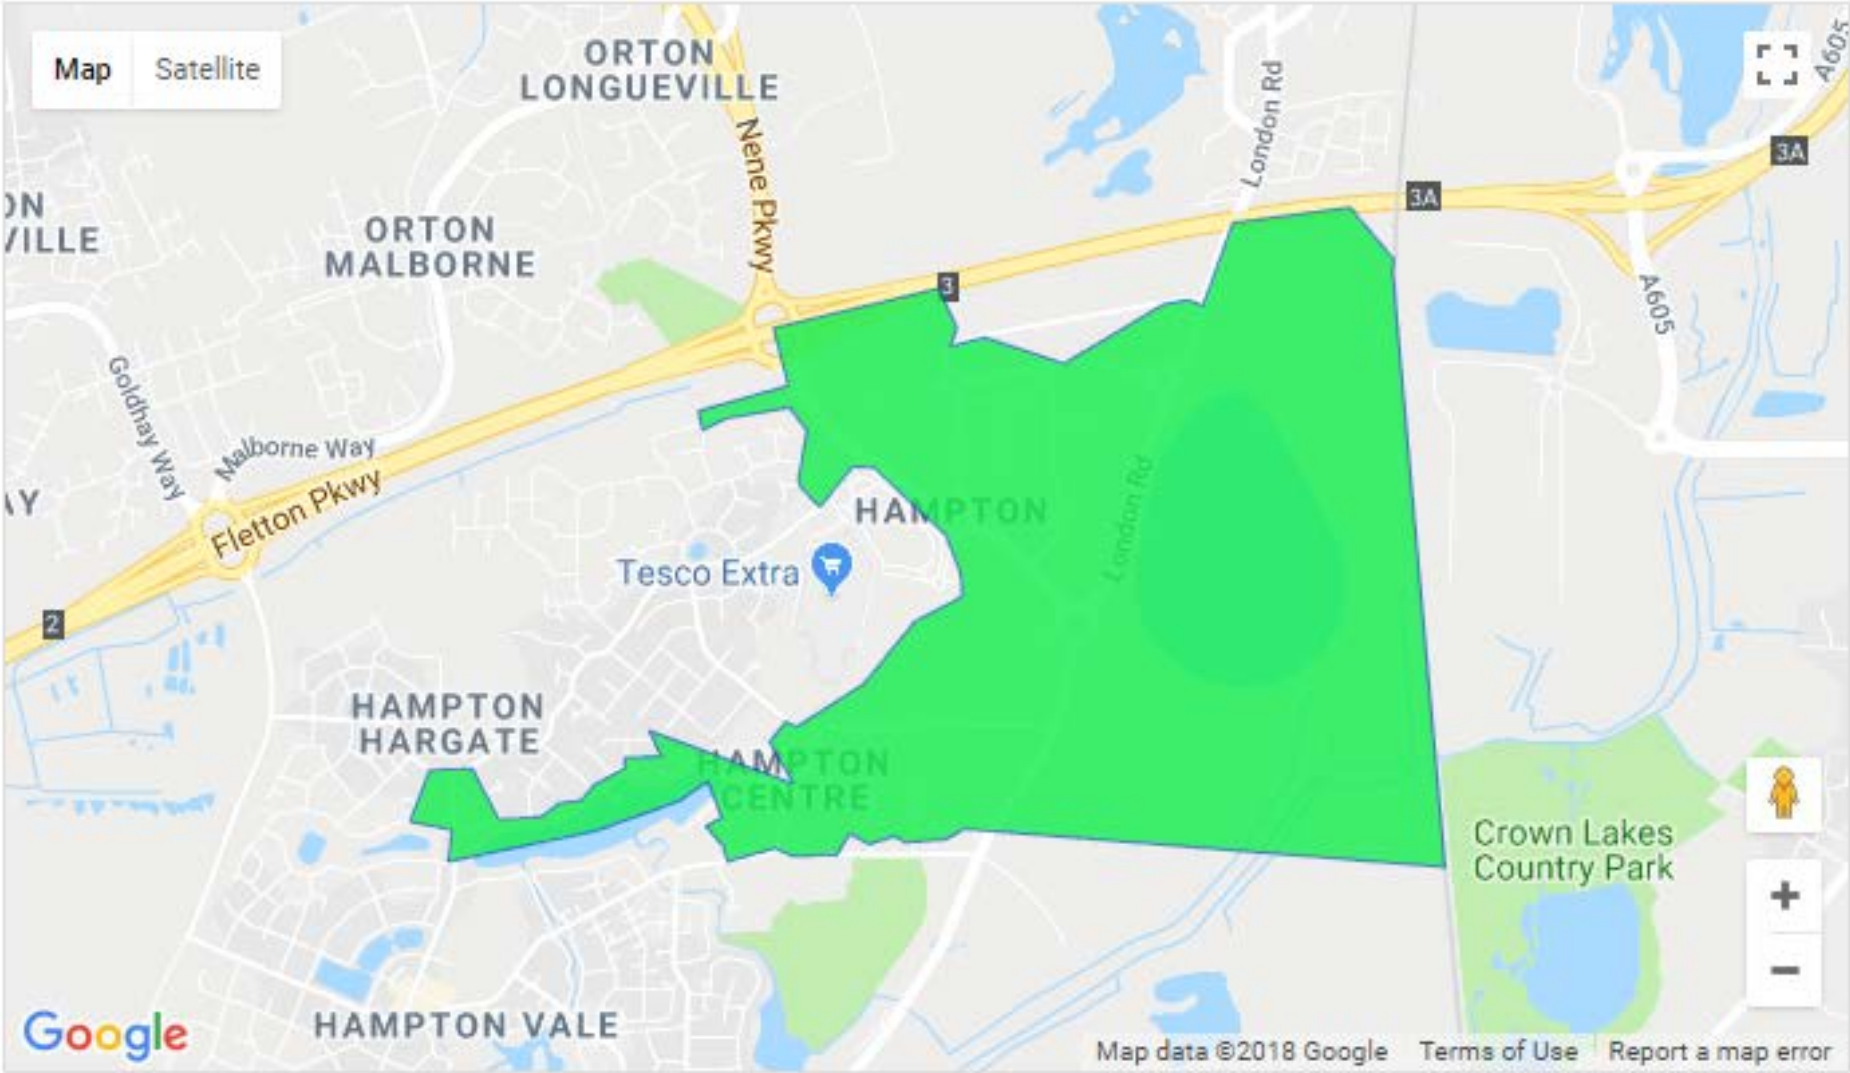 Map
Satellite
ORTON
LONGUEVILLE
London Rd
A605
Nene Pkwy
3A
3A
ON
VILLE
ORTON
MALBORNE
3
A605
Goldhay Way
Malborne Way
AY
Fletton Pkwy
HAMPTON
London Rd
Tesco Extra
2
HAMPTON
HARGATE
HAMPTON
CENTRE
Crown Lakes
Country Park
+
−
Google
HAMPTON VALE
Map data ©2018 Google
Terms of Use
Report a map error